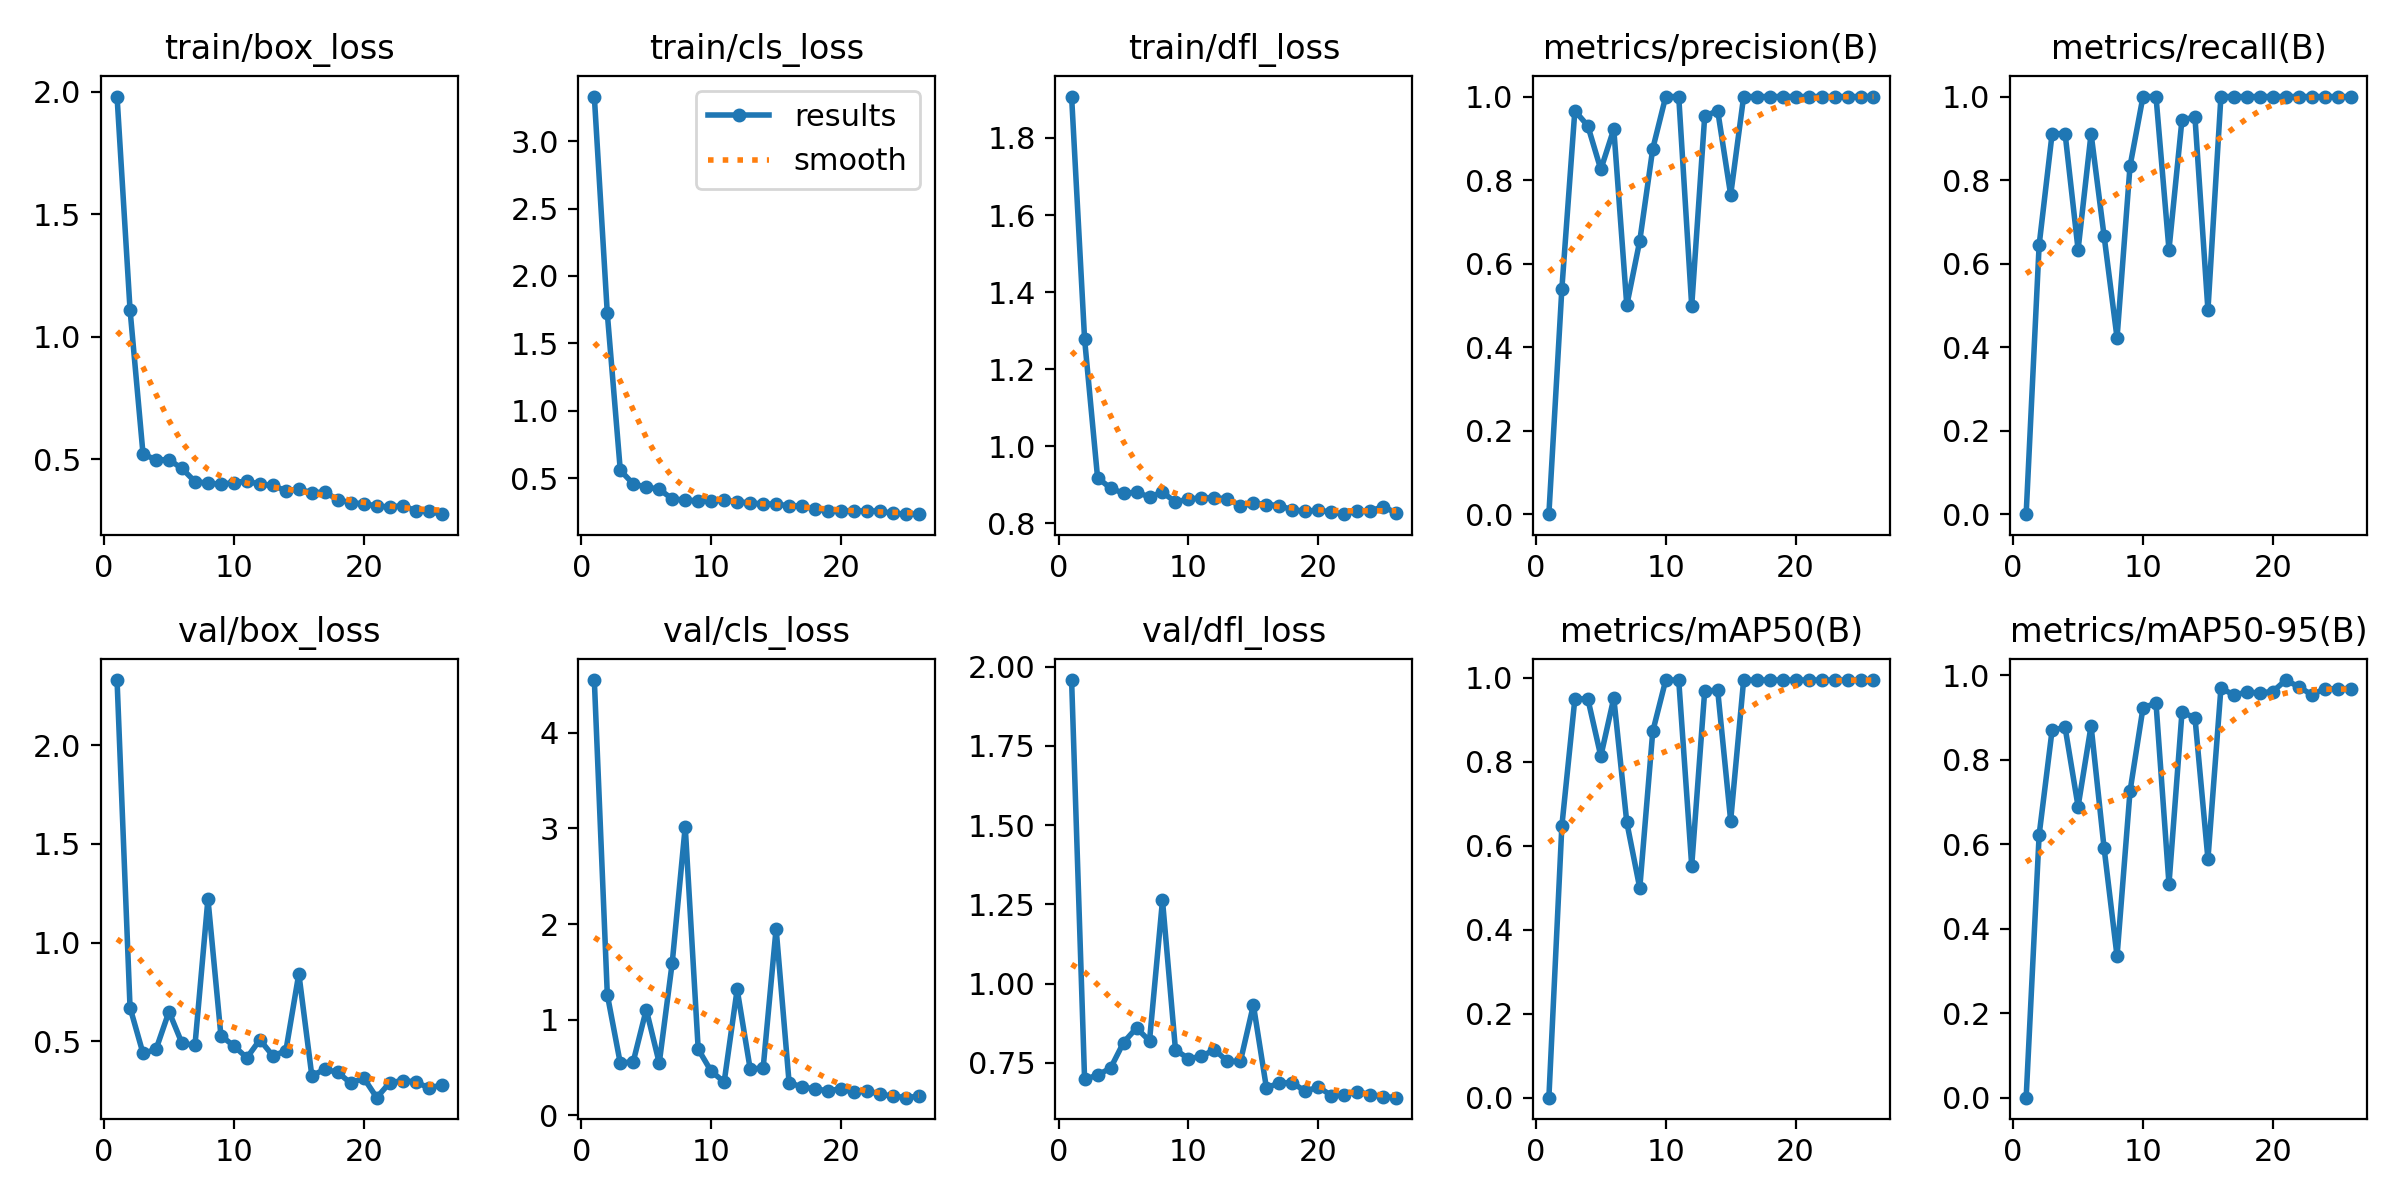 train/box_loss
2.0
1.5
1.0
0.5
0 10 20
train/cls_loss
results
smooth
3.0
2.5
2.0
1.5
1.0
0.5
0 10 20
train/dfl_loss
1.8
1.6
1.4
1.2
1.0
0.8
0 10 20
metrics/precision(B)
1.0
0.8
0.6
0.4
0.2
0.0
0 10 20
metrics/recall(B)
1.0
0.8
0.6
0.4
0.2
0.0
0 10 20
val/box_loss
2.0
1.5
1.0
0.5
0 10 20
val/cls_loss
4
3
2
1
0
0 10 20
val/dfl_loss
2.00
1.75
1.50
1.25
1.00
0.75
0 10 20
metrics/mAP50(B)
1.0
0.8
0.6
0.4
0.2
0.0
0 10 20
metrics/mAP50-95(B)
1.0
0.8
0.6
0.4
0.2
0.0
0 10 20